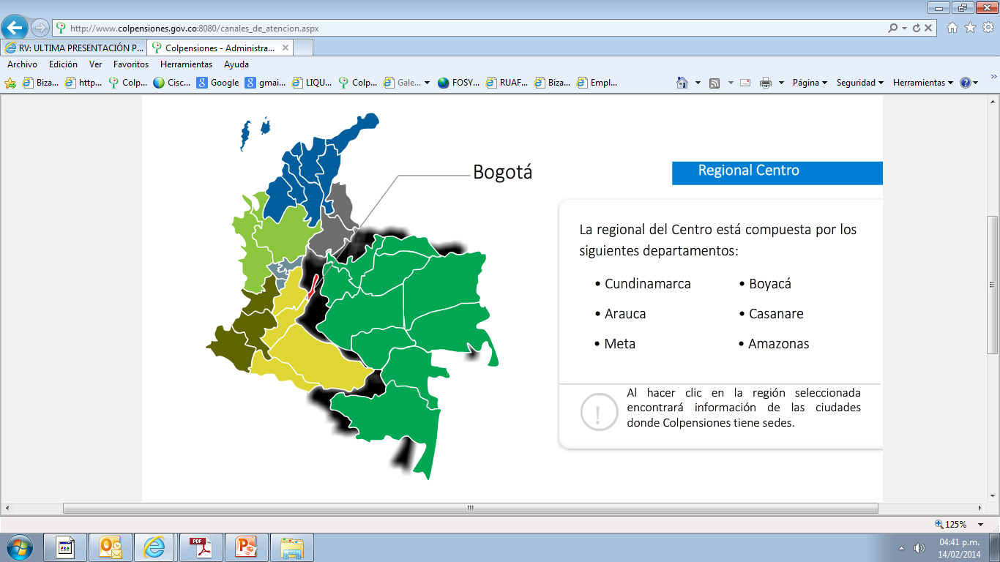 http://www.colpensiones.gov.co:8080/canales_de_atencion.aspx
RV: ULTIMA PRESENTACIÓN P...
Colpensiones - Administra...
Archivo Edición Ver Favoritos Herramientas Ayuda
Biza... http... Colp... Cisc... Google gmai... LIQU... Colp... Gale... FOSY... RUAF... Biza... Empl... Página Seguridad Herramientas
Bogotá
Regional Centro
La regional del Centro está compuesta por los
siguientes departamentos:
• Cundinamarca • Boyacá
• Arauca • Casanare
• Meta • Amazonas
! Al hacer clic en la región seleccionada
encontrará información de las ciudades
donde Colpensiones tiene sedes.
125%
PDF
04:41 p.m.
14/02/2014